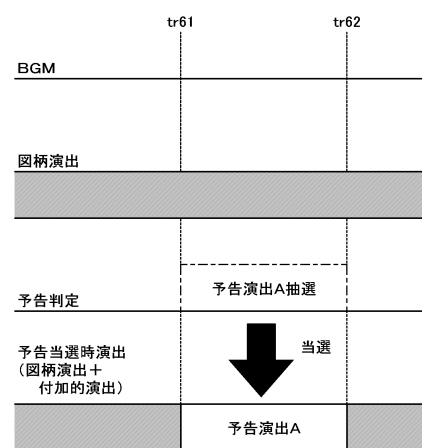 tr61 tr62
BGM
図柄演出
予告演出A抽選
予告判定
当選
予告当選時演出
(図柄演出+
付加的演出)
予告演出A